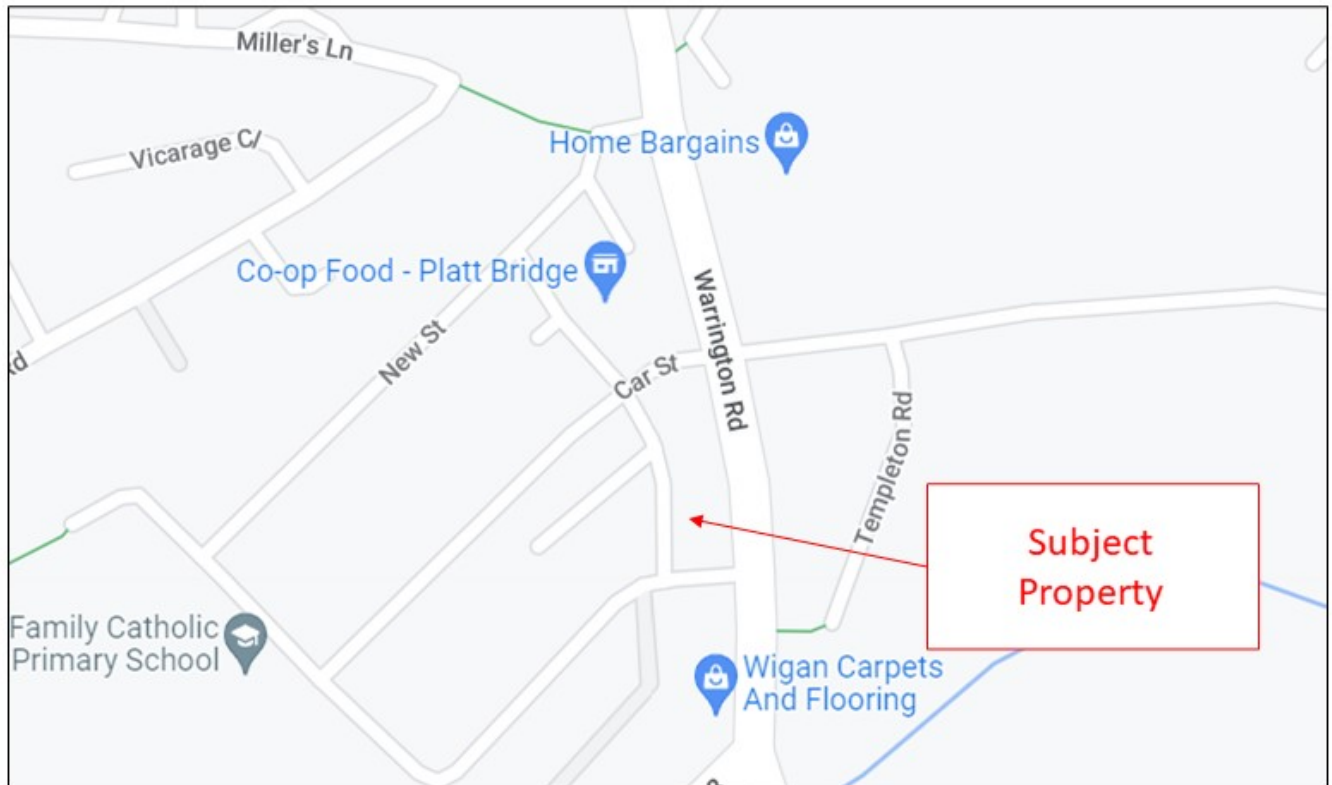 Miller's Ln
Vicarage Cl
Home Bargains
Co-op Food - Platt Bridge
Warrington Rd
New St
Car St
Rd
Templeton Rd
Subject
Property
Family Catholic
Primary School
Wigan Carpets
And Flooring